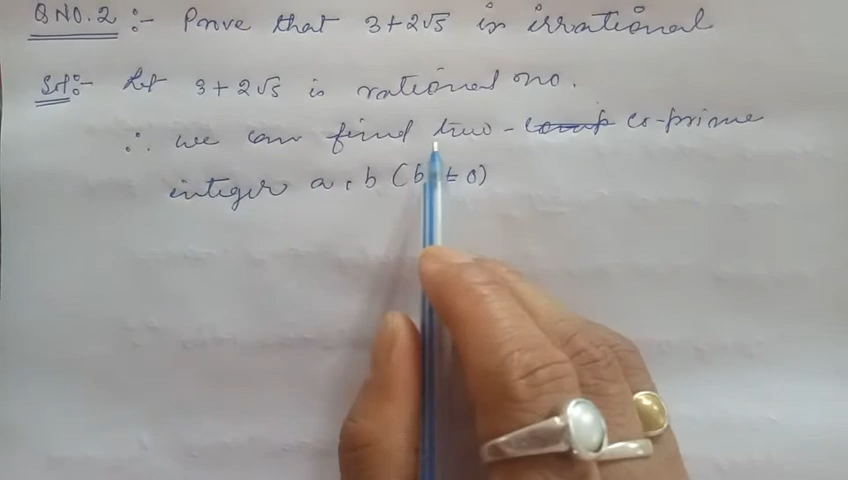 Q NO. 2 :- Prove that 3+2√5 is irrational
Sol:- Let 3+2√5 is rational no.
∴ we can find two - co-prime
integer a, b (b ≠ 0)